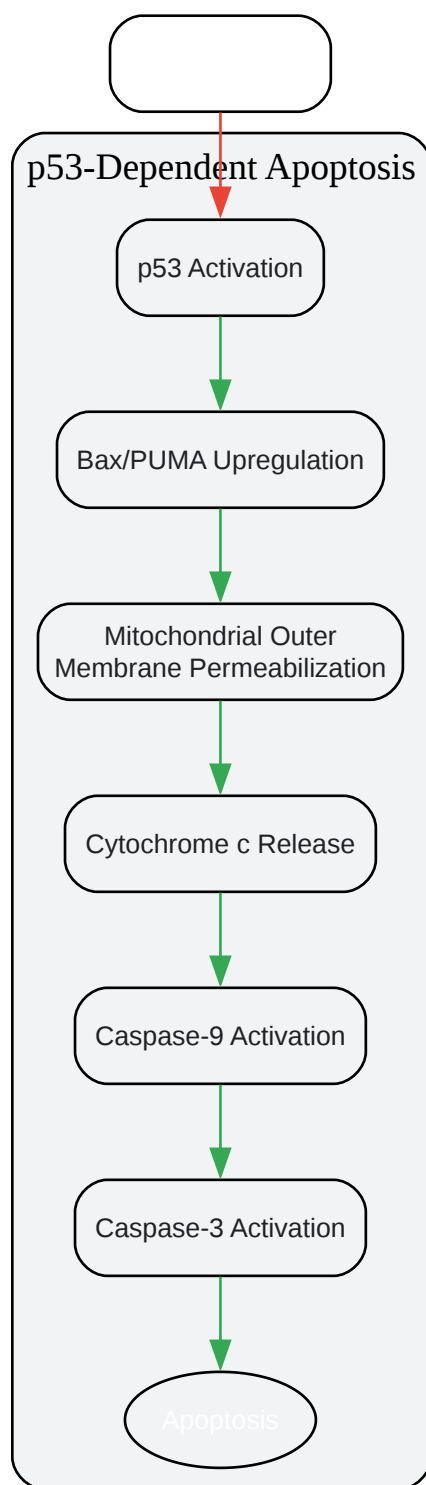 p53-Dependent Apoptosis
p53 Activation
Bax/PUMA Upregulation
Mitochondrial Outer
Membrane Permeabilization
Cytochrome c Release
Caspase-9 Activation
Caspase-3 Activation
Apoptosis